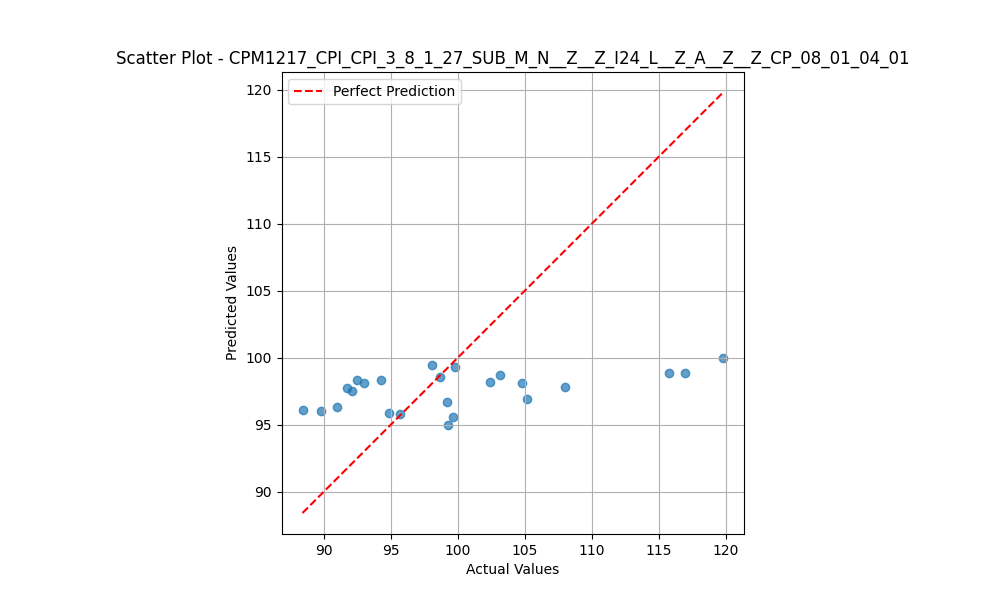 Scatter Plot - CPM1217_CPI_CPI_3_8_1_27_SUB_M_N__Z__Z_I24_L__Z_A__Z__Z_CP_08_01_04_01
Perfect Prediction
120
115
110
105
100
95
90
Predicted Values
90 95 100 105 110 115 120
Actual Values